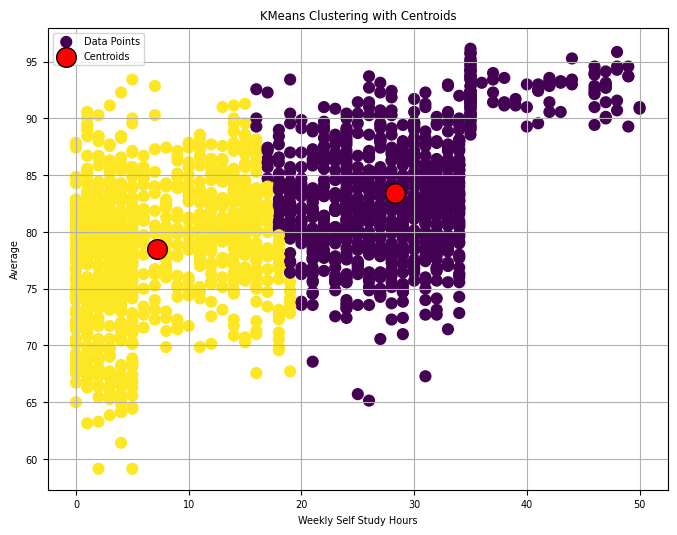 KMeans Clustering with Centroids
Data Points
Centroids
95
90
85
80
75
70
65
60
Average
0 10 20 30 40 50
Weekly Self Study Hours